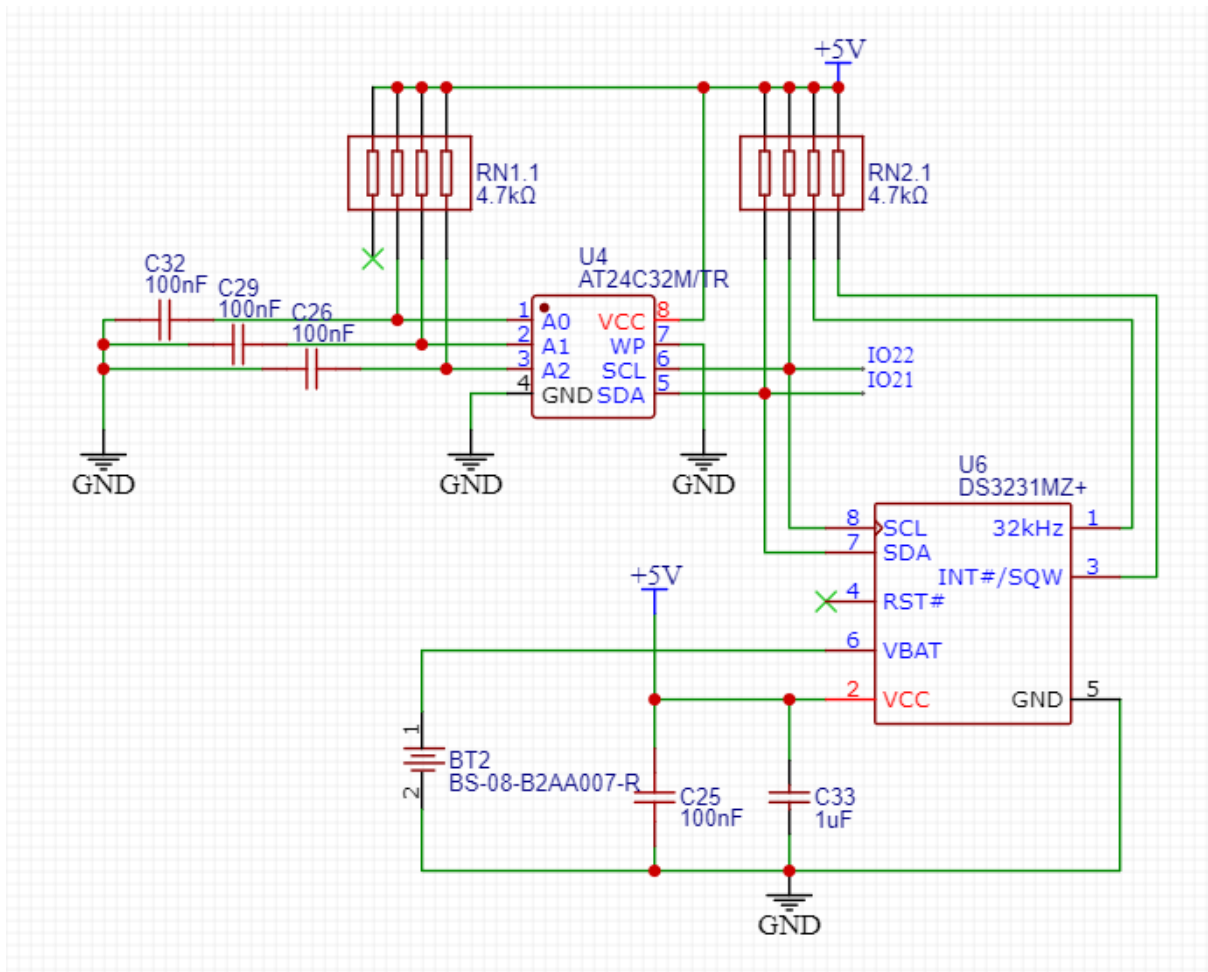 +5V
RN1.1
4.7kΩ
RN2.1
4.7kΩ
C32
100nF
C29
100nF
C26
100nF
U4
AT24C32M/TR
1
A0
VCC
8
2
A1
WP
7
3
A2
SCL
6
4
GND
SDA
5
IO22
IO21
GND
GND
GND
U6
DS3231MZ+
8
SCL
32kHz
1
7
SDA
INT#/SQW
3
4
RST#
+5V
6
VBAT
2
VCC
GND
5
1
BT2
BS-08-B2AA007-R
2
C25
100nF
C33
1uF
GND